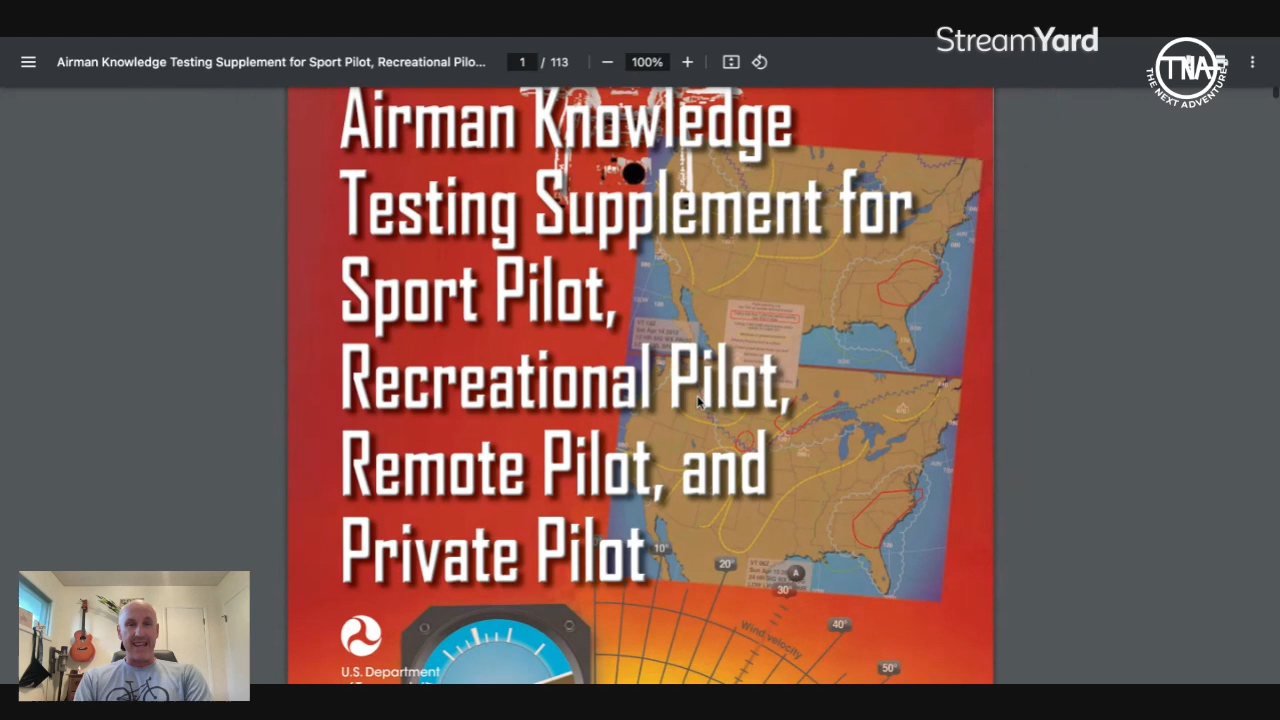 StreamYard
Airman Knowledge Testing Supplement for Sport Pilot, Recreational Pilo...
1 / 113
100%
THE NEXT ADVENTURE
Airman Knowledge
Testing Supplement for
Sport Pilot,
Recreational Pilot,
Remote Pilot, and
Private Pilot
10°
20°
A
30°
40°
Wind velocity
50°
U.S. Department